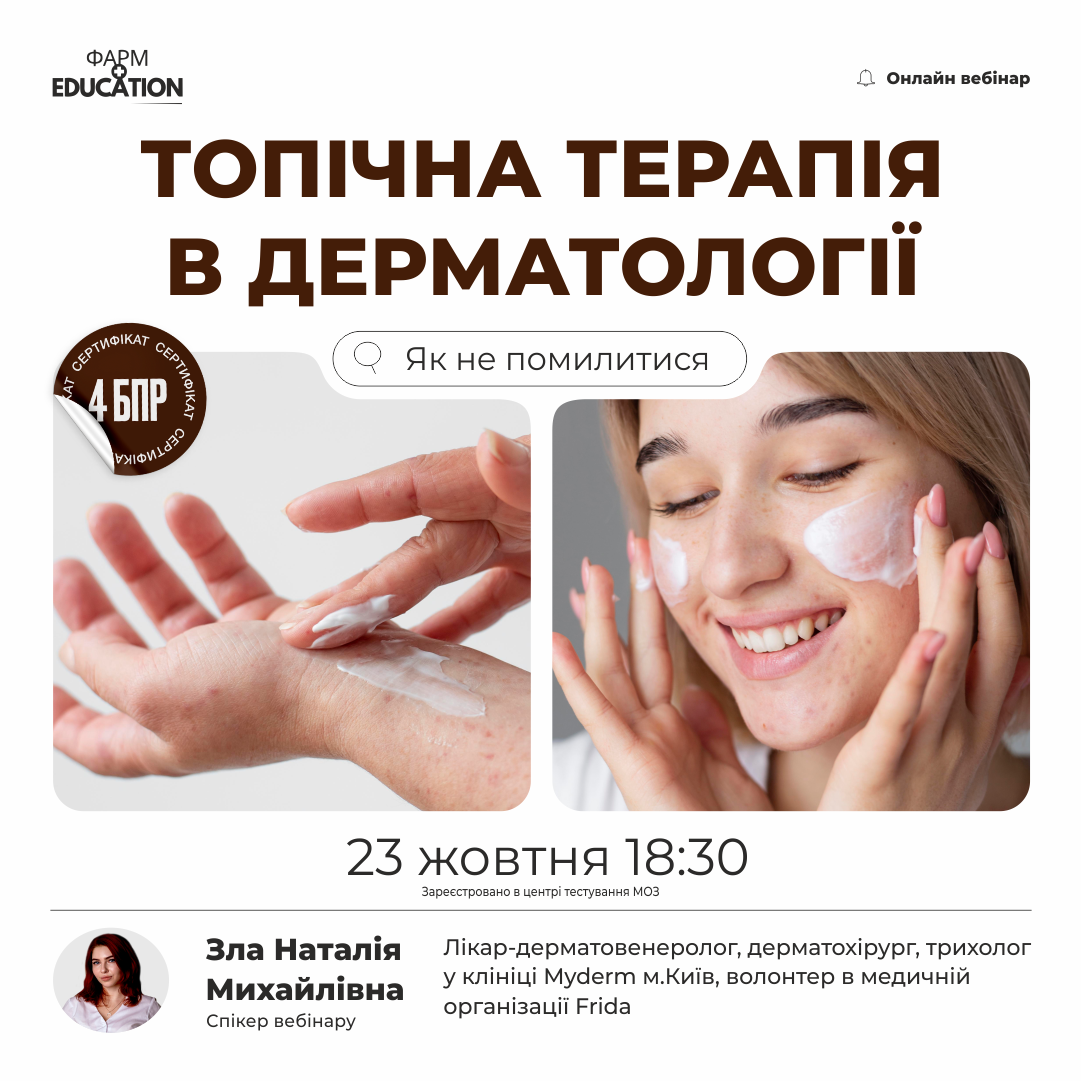 ФАРМ
EDUCATION
Онлайн вебінар
ТОПІЧНА ТЕРАПІЯ
В ДЕРМАТОЛОГІЇ
Як не помилитися
СЕРТИФІКАТ СЕРТИФІКАТ СЕРТИФІКА
КАТ
4 БПР
23 жовтня 18:30
Зареєстровано в центрі тестування МОЗ
Зла Наталія
Михайлівна
Спікер вебінару
Лікар-дерматовенеролог, дерматохірург, трихолог
у клініці Myderm м.Київ, волонтер в медичній
організації Frida